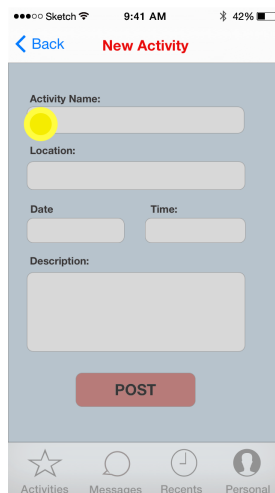 Sketch 9:41 AM 42%
Back New Activity
Activity Name:
Location:
Date Time:
Description:
POST
Activities Messages Recents Personal